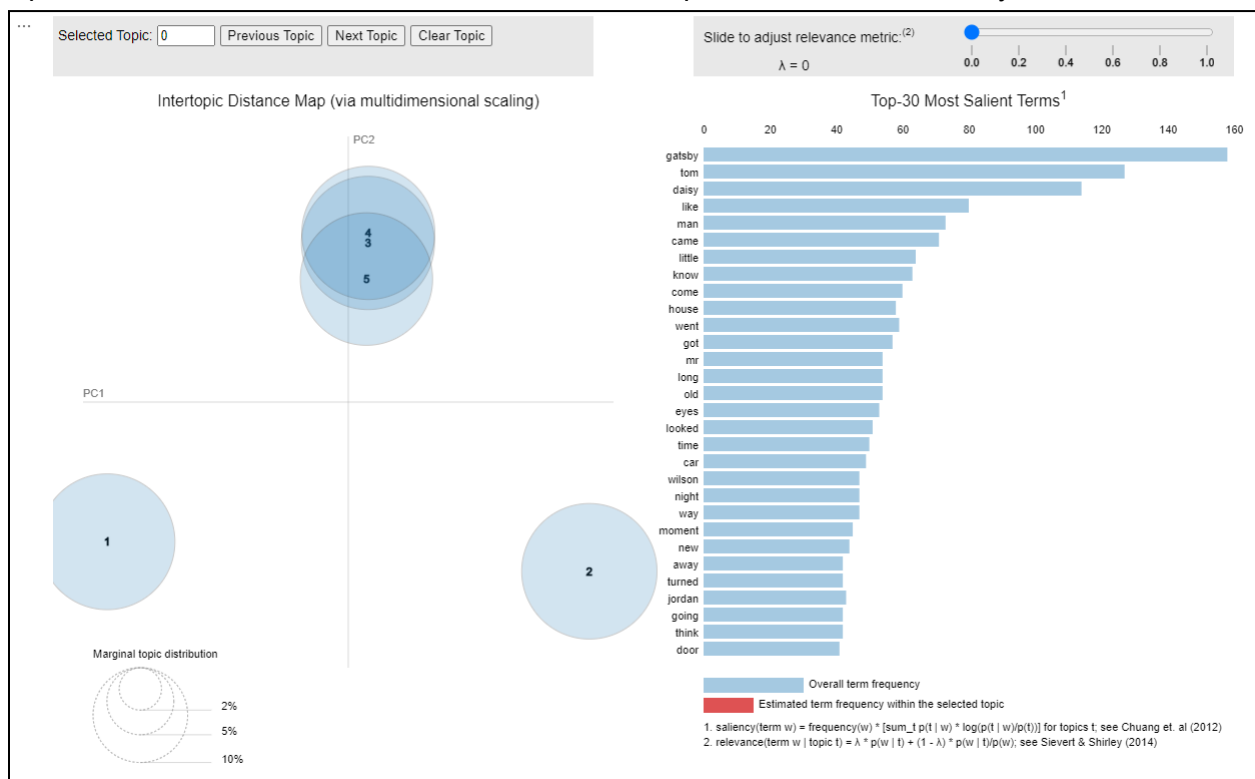 ...
Selected Topic: 0 Previous Topic Next Topic Clear Topic
Slide to adjust relevance metric:(2)
λ = 0
0.0 0.2 0.4 0.6 0.8 1.0
Intertopic Distance Map (via multidimensional scaling)
PC2
PC1
4
3
5
1
2
Marginal topic distribution
2%
5%
10%
Top-30 Most Salient Terms1
0 20 40 60 80 100 120 140 160
gatsby
tom
daisy
like
man
came
little
know
come
house
went
got
mr
long
old
eyes
looked
time
car
wilson
night
way
moment
new
away
turned
jordan
going
think
door
Overall term frequency
Estimated term frequency within the selected topic
1. saliency(term w) = frequency(w) * [sum_t p(t | w) * log(p(t | w)/p(t))] for topics t; see Chuang et. al (2012)
2. relevance(term w | topic t) = λ * p(w | t) + (1 - λ) * p(w | t)/p(w); see Sievert & Shirley (2014)